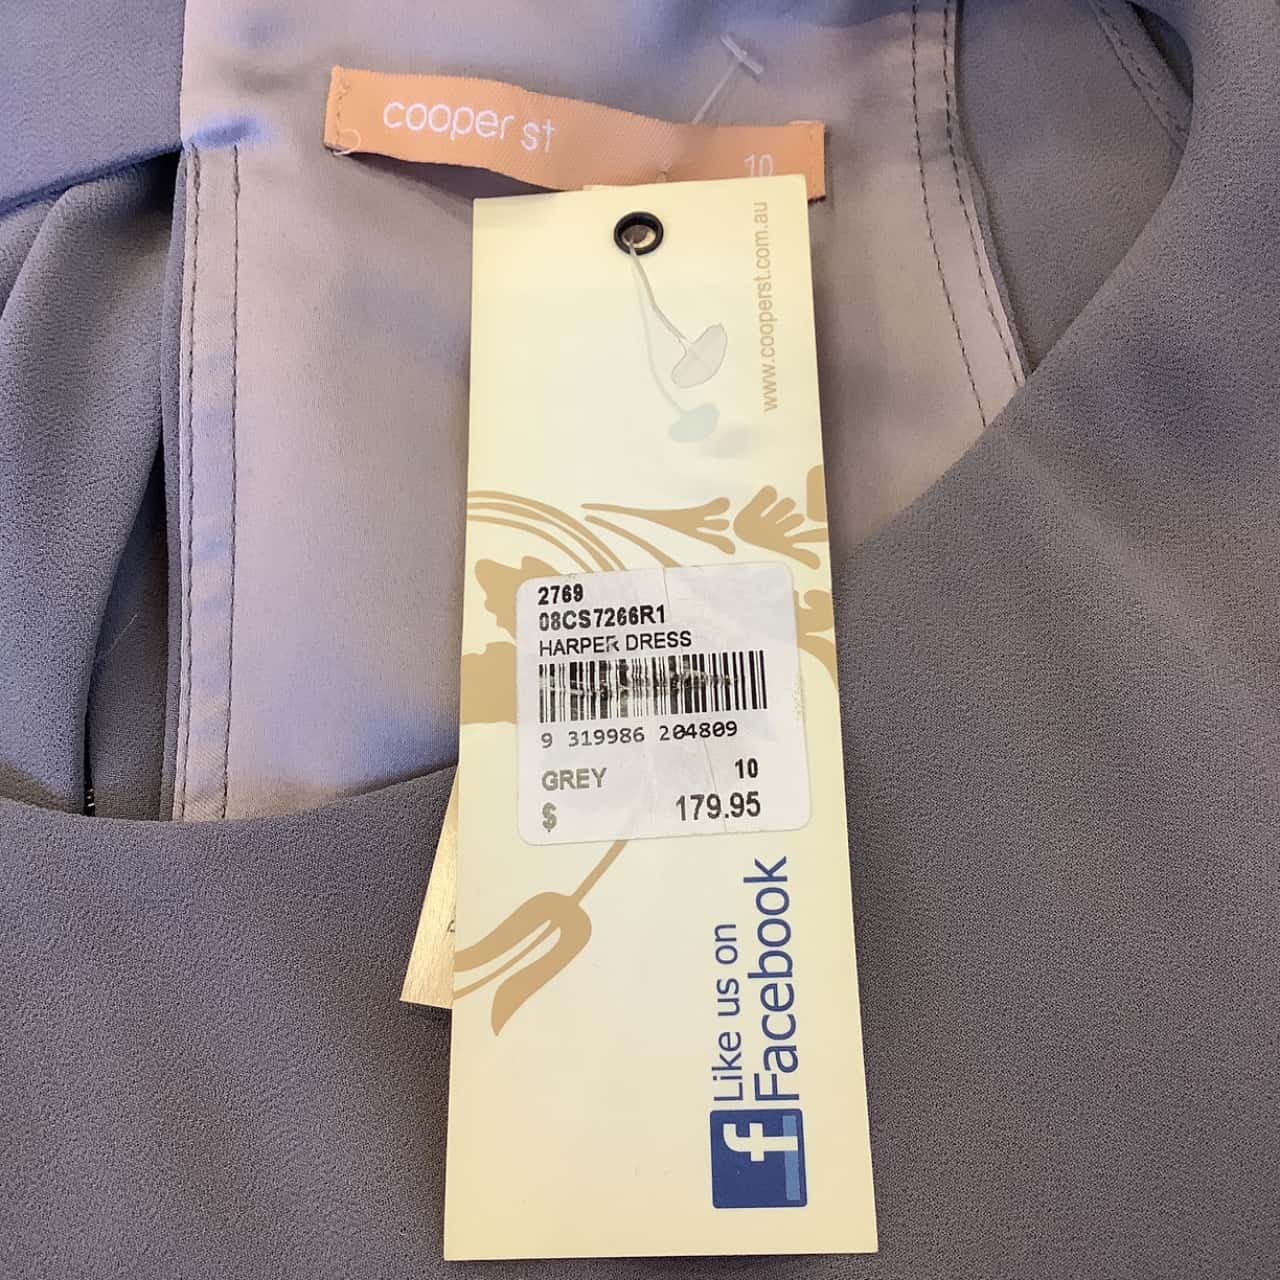 cooper st
10
www.cooperst.com.au
2769
08CS7266R1
HARPER DRESS
9 319986 204809
GREY 10
$ 179.95
Like us on
Facebook
f